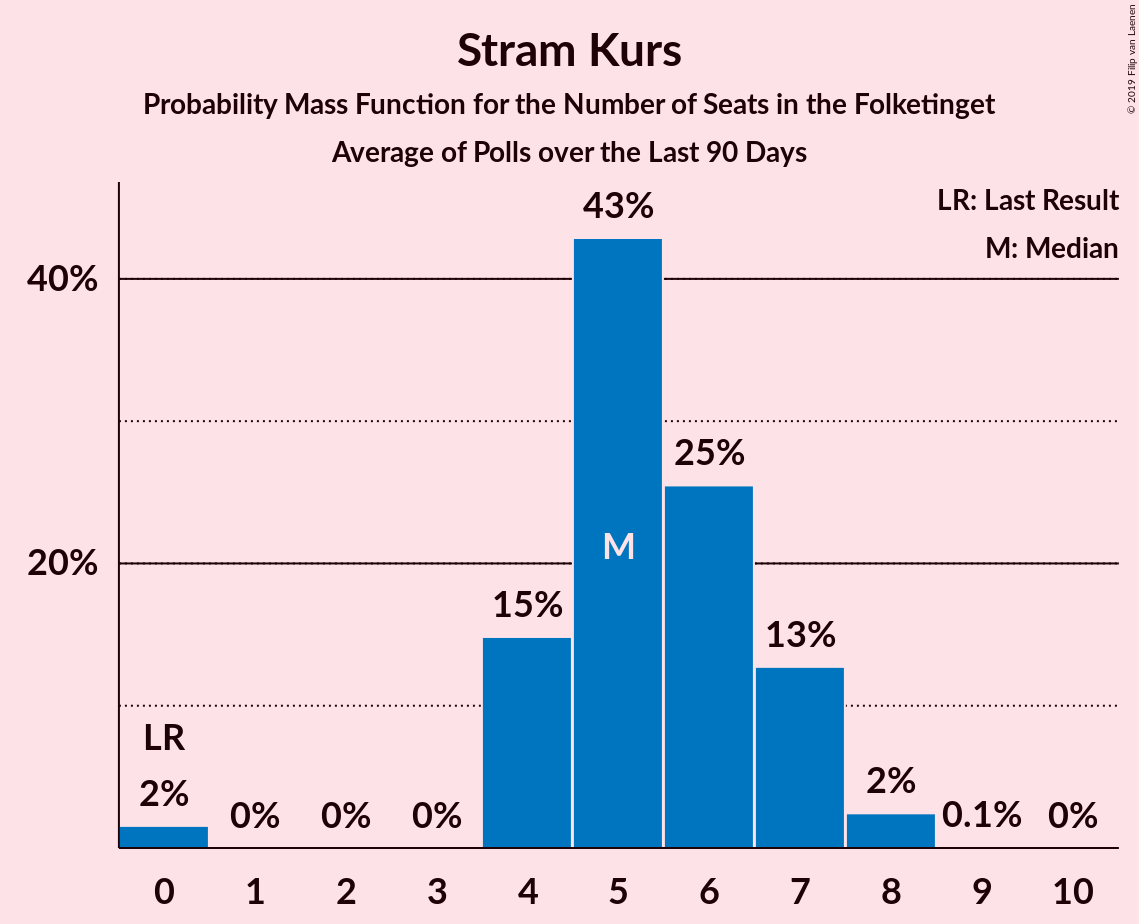 Stram Kurs
Probability Mass Function for the Number of Seats in the Folketinget
Average of Polls over the Last 90 Days
© 2019 Filip van Laenen
LR: Last Result
M: Median
43%
40%
25%
M
20%
15%
13%
LR
2%
0%
0%
0%
2%
0.1%
0%
0 1 2 3 4 5 6 7 8 9 10